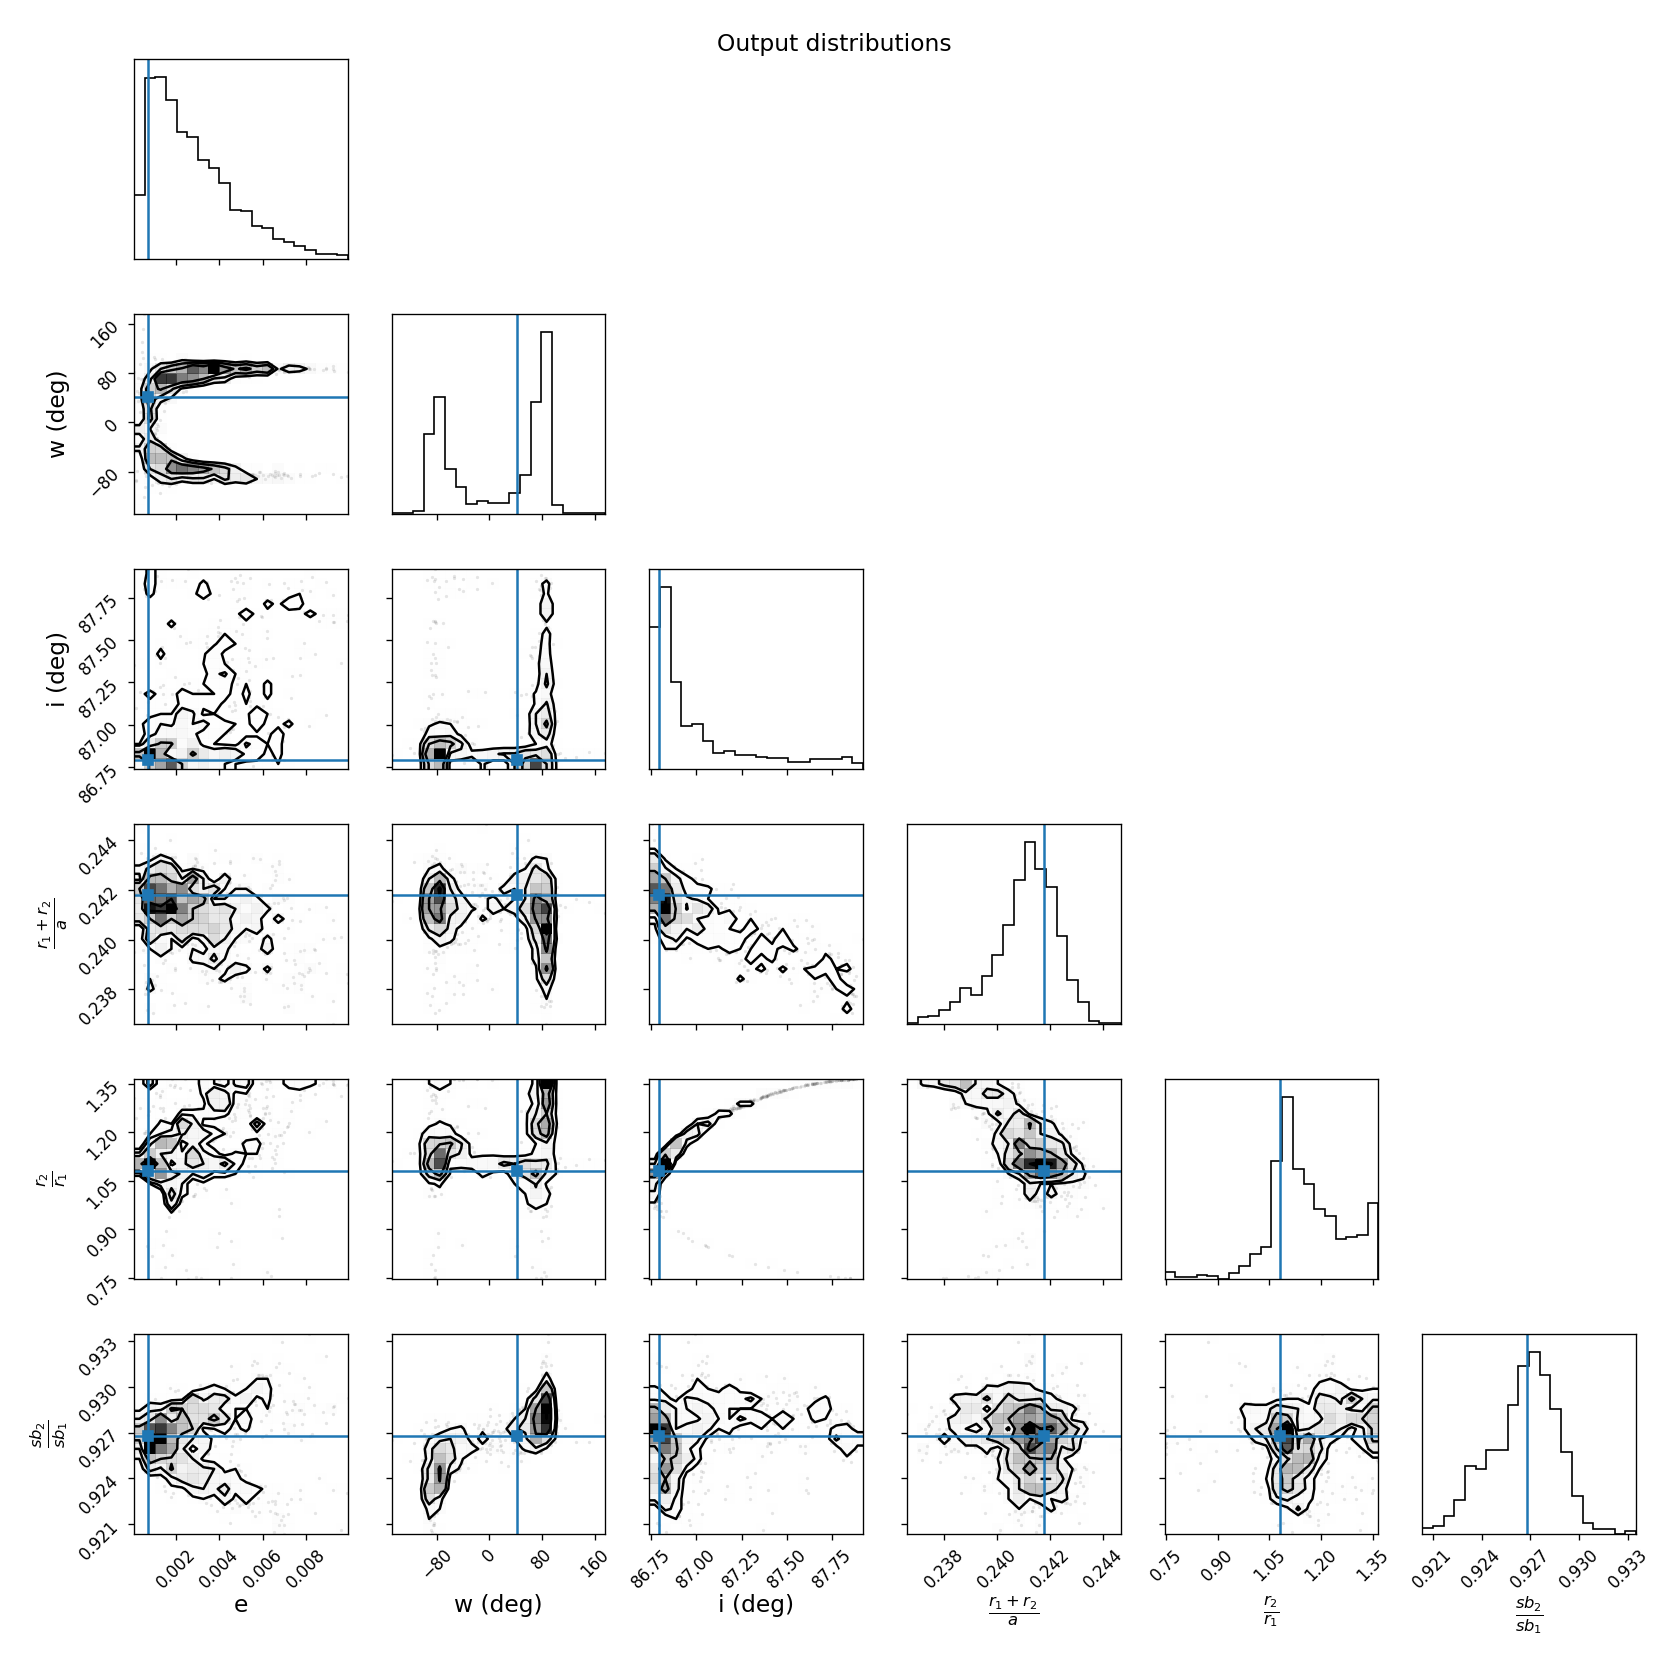 Output distributions
w (deg)
160
80
0
−80
i (deg)
87.75
87.50
87.25
87.00
86.75
r₁ + r₂
a
0.244
0.242
0.240
0.238
r₂
r₁
1.35
1.20
1.05
0.90
0.75
sb₂
sb₁
0.933
0.930
0.927
0.924
0.921
0.002 0.004 0.006 0.008
−80 0 80 160
86.75 87.00 87.25 87.50 87.75
0.238 0.240 0.242 0.244
0.75 0.90 1.05 1.20 1.35
0.921 0.924 0.927 0.930 0.933
e
w (deg)
i (deg)
r₁ + r₂
a
r₂
r₁
sb₂
sb₁